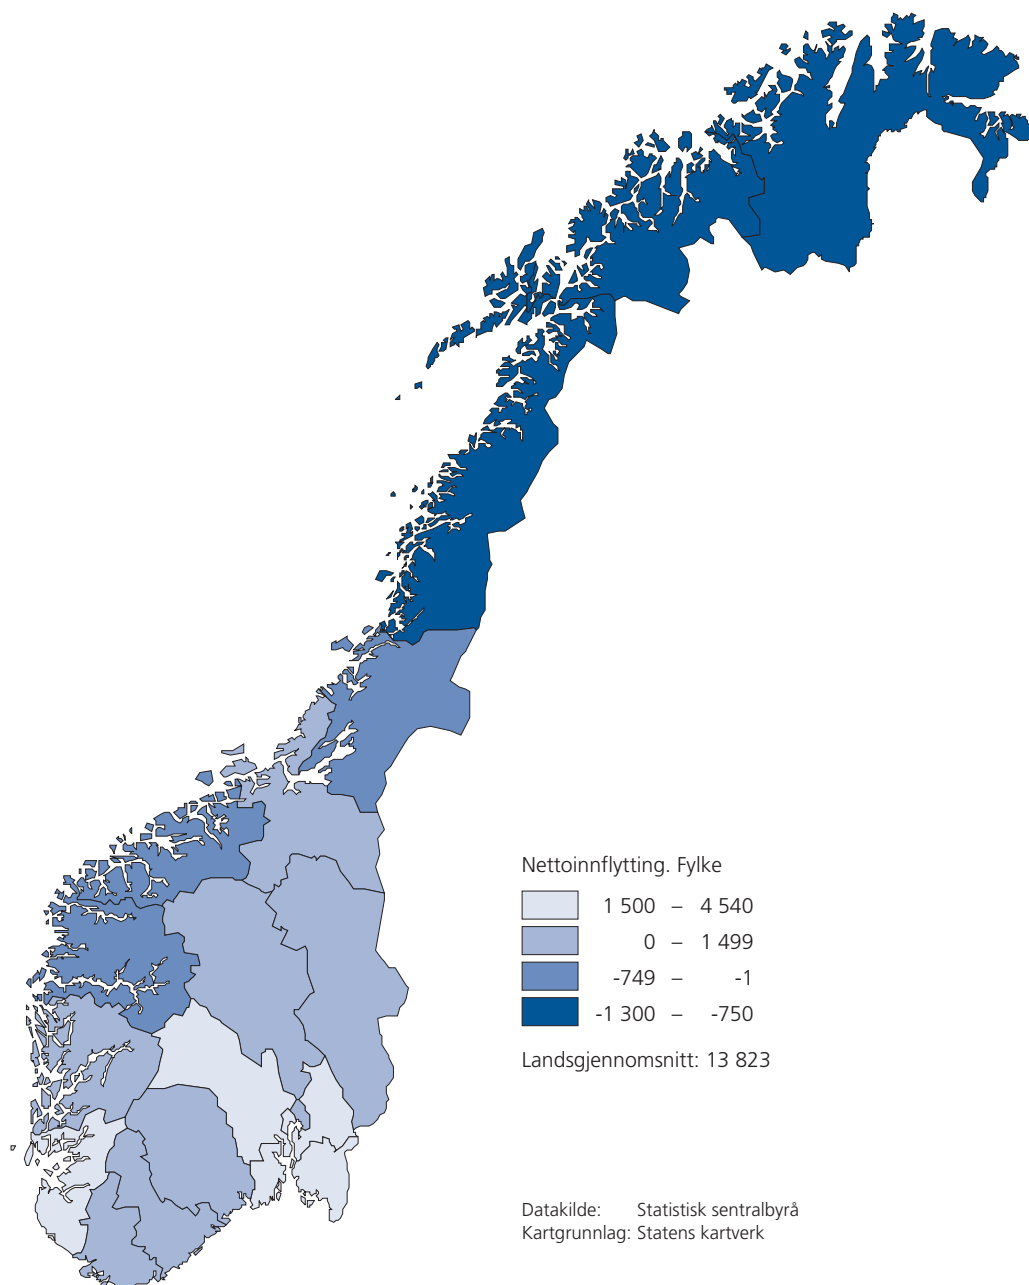 Nettoinnflytting. Fylke
1 500 – 4 540
0 – 1 499
-749 – -1
-1 300 – -750
Landsgjennomsnitt: 13 823
Datakilde: Statistisk sentralbyrå
Kartgrunnlag: Statens kartverk